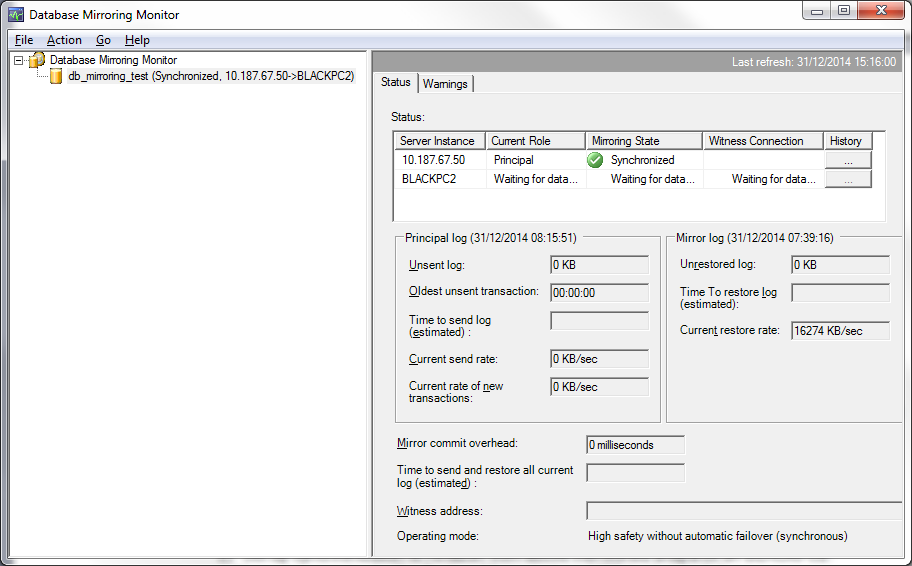 Database Mirroring Monitor
File Action Go Help
Database Mirroring Monitor
db_mirroring_test (Synchronized, 10.187.67.50->BLACKPC2)
Last refresh: 31/12/2014 15:16:00
Status Warnings
Status:
Server Instance Current Role Mirroring State Witness Connection History
10.187.67.50 Principal Synchronized ...
BLACKPC2 Waiting for data... Waiting for data... Waiting for data... ...
Principal log (31/12/2014 08:15:51)
Unsent log: 0 KB
Oldest unsent transaction: 00:00:00
Time to send log
(estimated) :
Current send rate: 0 KB/sec
Current rate of new
transactions: 0 KB/sec
Mirror log (31/12/2014 07:39:16)
Unrestored log: 0 KB
Time To restore log
(estimated):
Current restore rate: 16274 KB/sec
Mirror commit overhead: 0 milliseconds
Time to send and restore all current
log (estimated) :
Witness address:
Operating mode: High safety without automatic failover (synchronous)